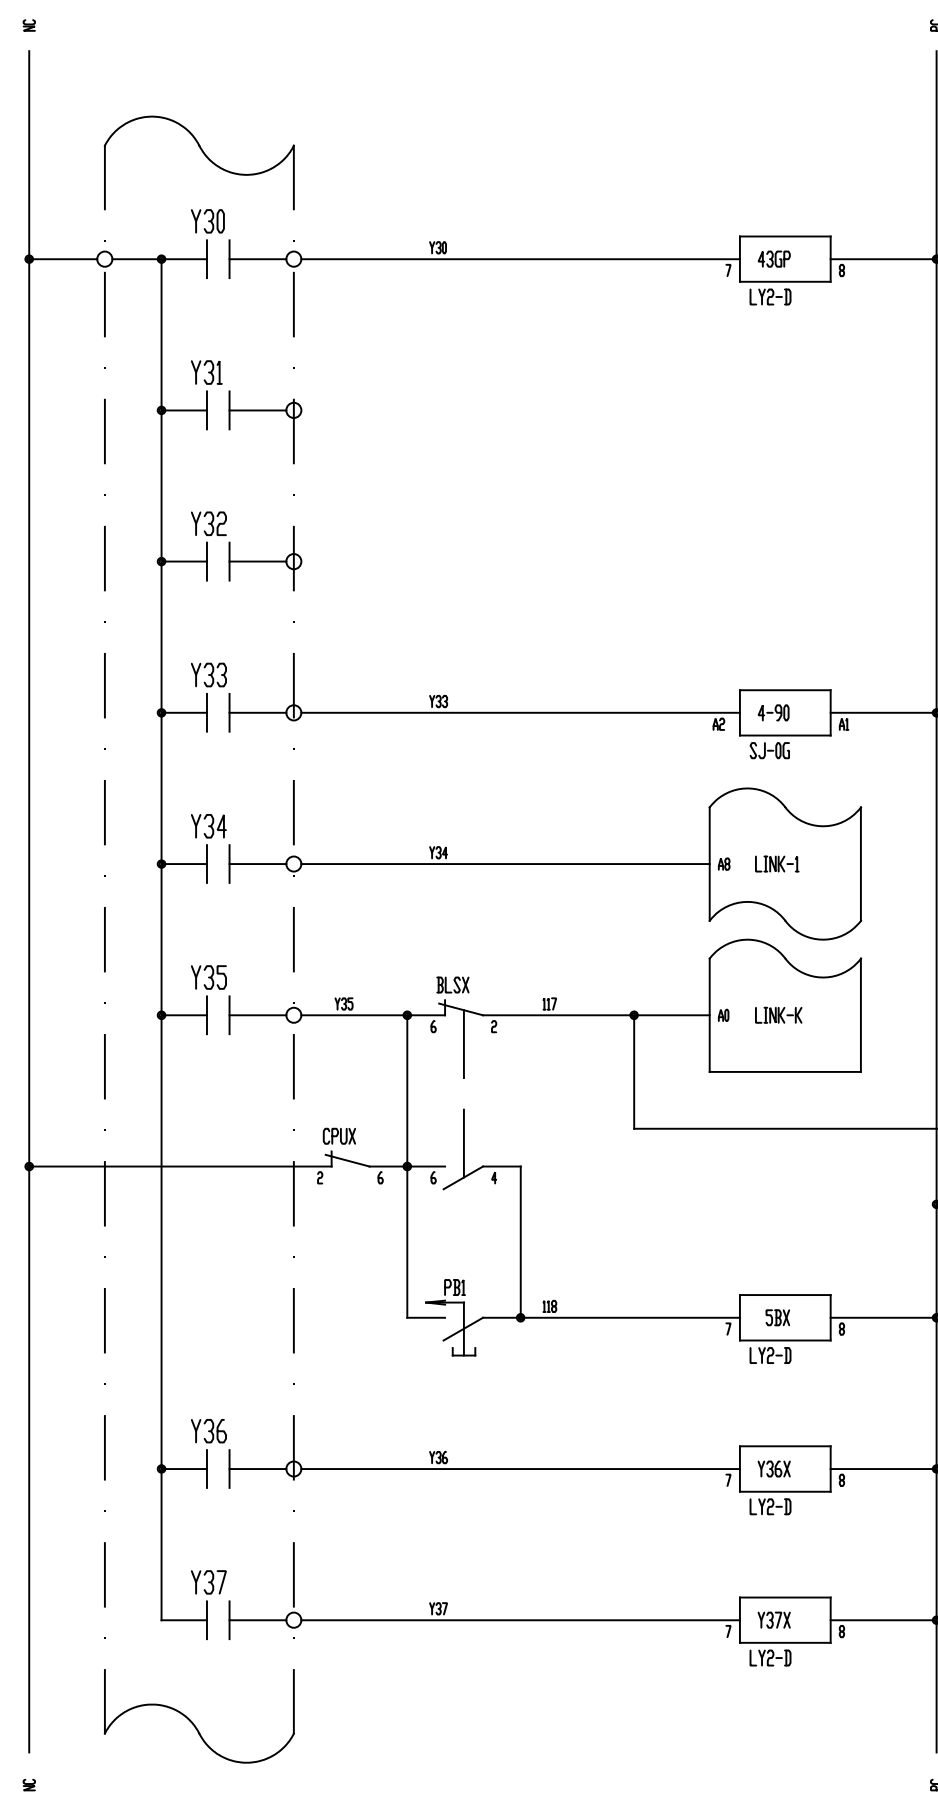 NC
Y30
Y30
7 43GP 8
LY2-D
Y31
Y32
Y33
Y33
A2 4-90 A1
SJ-0G
Y34
Y34
A8 LINK-1
Y35
Y35
BLSX
6 2
117
A0 LINK-K
CPUX
2 6
6 4
PB1
118
7 5BX 8
LY2-D
Y36
Y36
7 Y36X 8
LY2-D
Y37
Y37
7 Y37X 8
LY2-D
NC